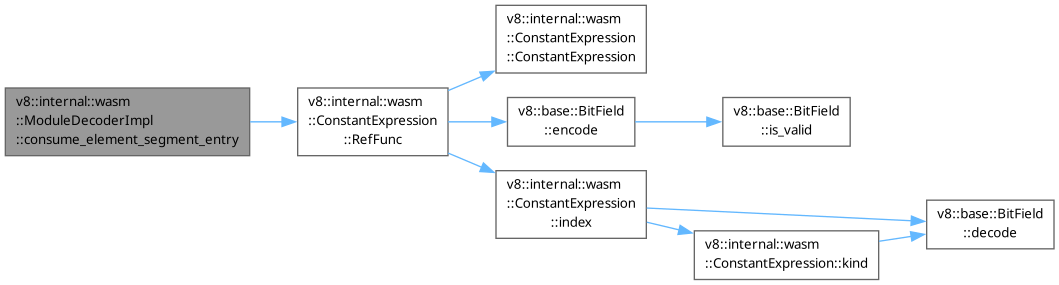 v8::internal::wasm
::ModuleDecoderImpl
::consume_element_segment_entry
v8::internal::wasm
::ConstantExpression
::RefFunc
v8::internal::wasm
::ConstantExpression
::ConstantExpression
v8::base::BitField
::encode
v8::base::BitField
::is_valid
v8::internal::wasm
::ConstantExpression
::index
v8::internal::wasm
::ConstantExpression::kind
v8::base::BitField
::decode